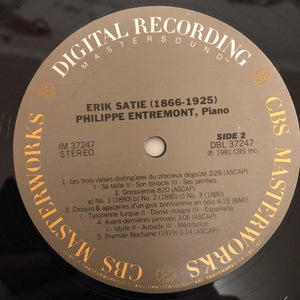 DIGITAL RECORDING
MASTERSOUND
ERIK SATIE (1866-1925)
PHILIPPE ENTREMONT, Piano
IM 37247
STEREO
SIDE 2
DBL 37247
℗ 1981 CBS Inc.
1. Les trois valses distinguées du précieux dégoûté 2:28 (ASCAP)
I - Sa taille II - Son binocle III - Ses jambes
2. Gnossienne 8:20 (ASCAP)
a) No. 1 (1890) b) No. 2 (1890) c) No. 3 (1890)
3. Croquis & agaceries d'un gros bonhomme en bois 4:15 (BMI)
I - Tyrolienne turque II - Danse maigre III - Españaña
4. Avant dernières pensées 3:06 (ASCAP)
I - Idylle II - Aubade III - Méditation
5. Premier Nocturne (1919) 3:14 (ASCAP)
CBS MASTERWORKS
CBS MASTERWORKS
CBS MASTERWORKS